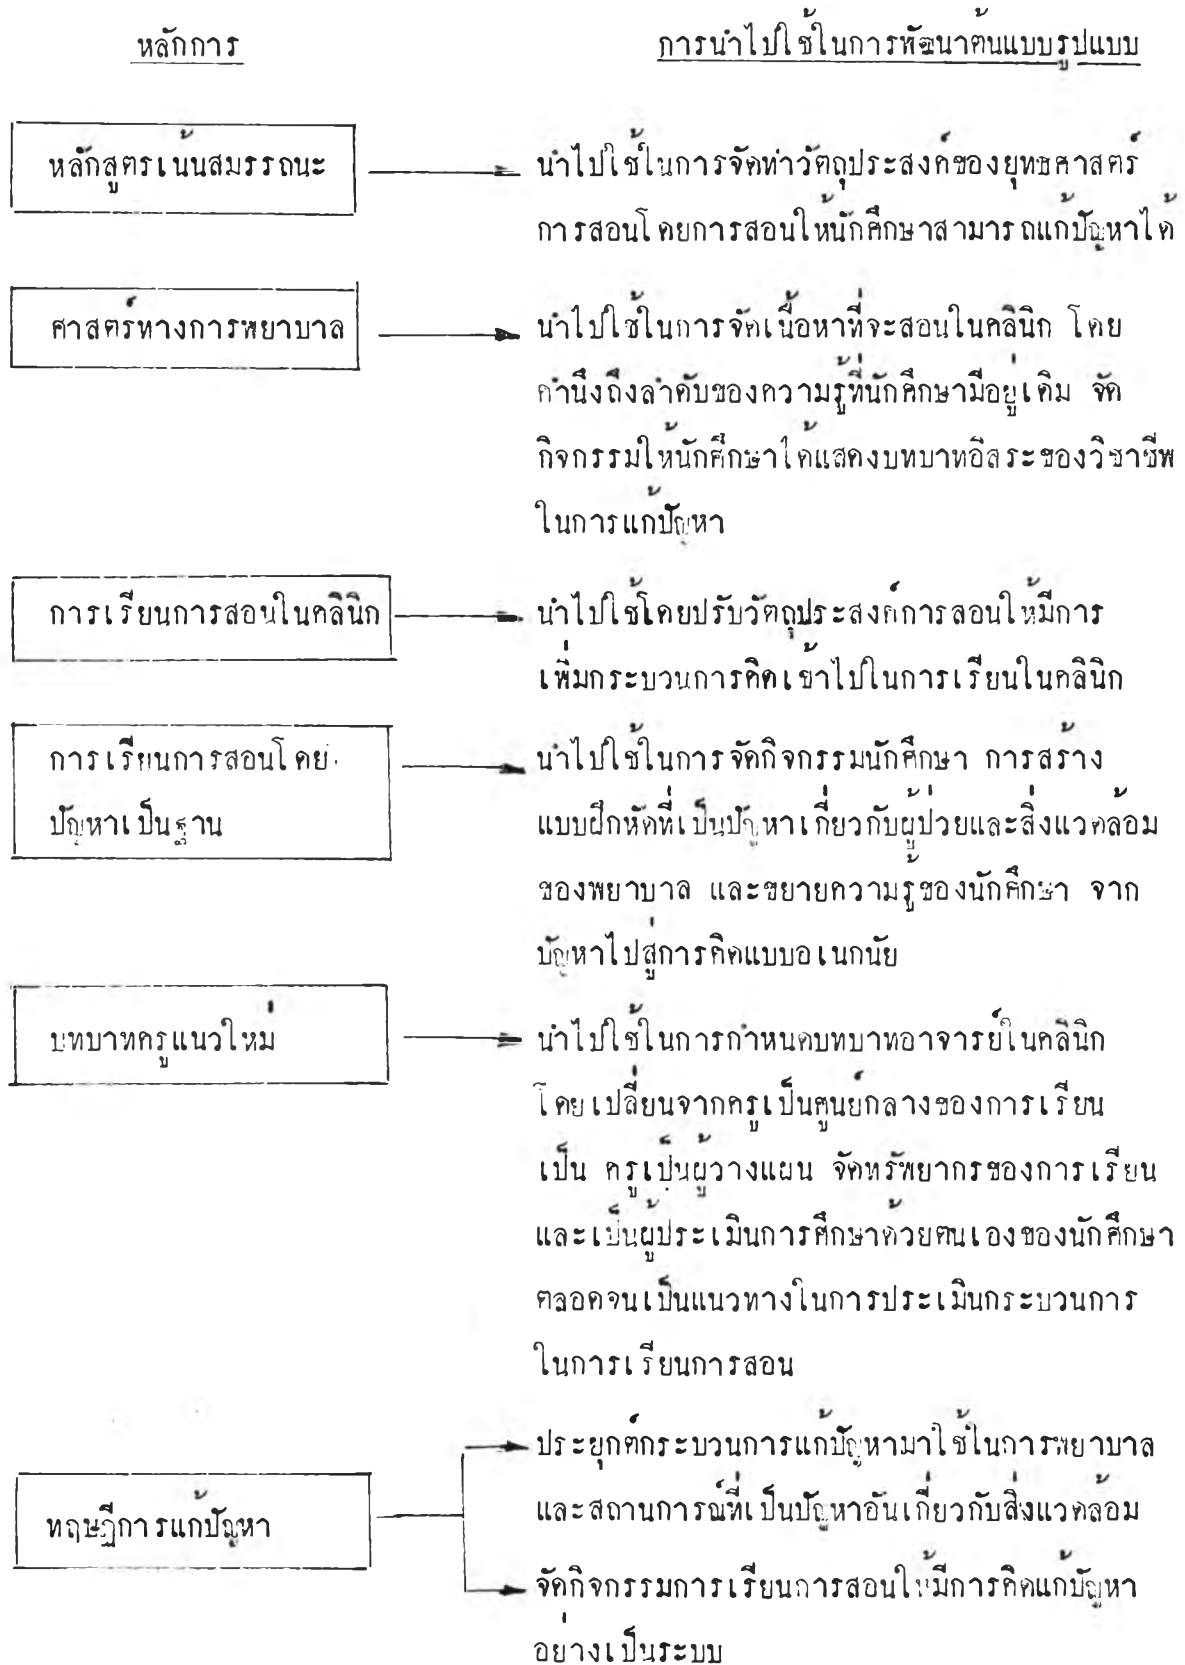 หลักการ
การนำไปใช้ในการพัฒนาต้นแบบรูปแบบ
หลักสูตรเน้นสมรรถนะ
นำไปใช้ในการจัดทำวัตถุประสงค์ของยุทธศาสตร์
การสอนโดยการสอนให้นักศึกษาสามารถแก้ปัญหาได้
ศาสตร์ทางการพยาบาล
นำไปใช้ในการจัดเนื้อหาที่จะสอนในคลินิก โดย
คำนึงถึงลำดับของความรู้ที่นักศึกษามีอยู่เดิม จัด
กิจกรรมให้นักศึกษาได้แสดงบทบาทอิสระของวิชาชีพ
ในการแก้ปัญหา
การเรียนการสอนในคลินิก
นำไปใช้โดยปรับวัตถุประสงค์การสอนให้มีการ
เพิ่มกระบวนการคิดเข้าไปในการเรียนในคลินิก
การเรียนการสอนโดย
ปัญหาเป็นฐาน
นำไปใช้ในการจัดกิจกรรมนักศึกษา การสร้าง
แบบฝึกหัดที่เป็นปัญหาเกี่ยวกับผู้ป่วยและสิ่งแวดล้อม
ของพยาบาล และขยายความรู้ของนักศึกษา จาก
ปัญหาไปสู่การคิดแบบอเนกนัย
บทบาทครูแนวใหม่
นำไปใช้ในการกำหนดบทบาทอาจารย์ในคลินิก
โดยเปลี่ยนจากครูเป็นศูนย์กลางของการเรียน
เป็น ครูเป็นผู้วางแผน จัดทรัพยากรของการเรียน
และเป็นผู้ประเมินการศึกษาด้วยตนเองของนักศึกษา
ตลอดจนเป็นแนวทางในการประเมินกระบวนการ
ในการเรียนการสอน
ทฤษฎีการแก้ปัญหา
ประยุกต์กระบวนการแก้ปัญหามาใช้ในการพยาบาล
และสถานการณ์ที่เป็นปัญหาอันเกี่ยวกับสิ่งแวดล้อม
จัดกิจกรรมการเรียนการสอนให้มีการคิดแก้ปัญหา
อย่างเป็นระบบ